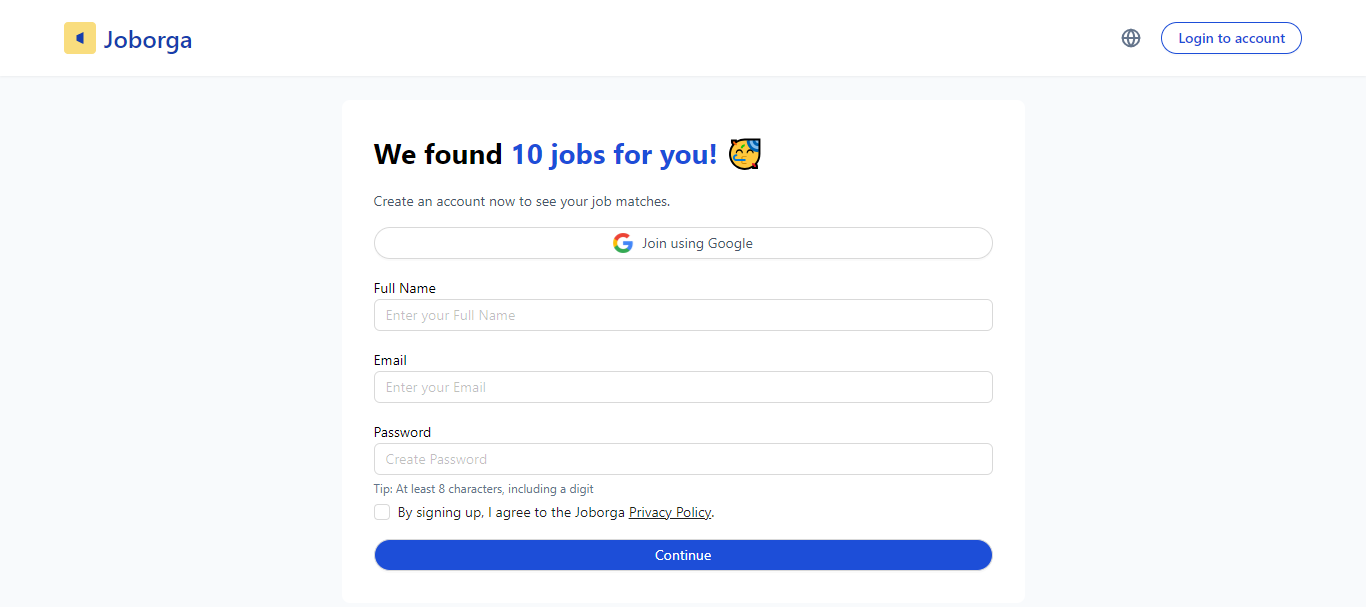 Joborga
Login to account
We found 10 jobs for you! 🥳
Create an account now to see your job matches.
Join using Google
Full Name
Enter your Full Name
Email
Enter your Email
Password
Create Password
Tip: At least 8 characters, including a digit
By signing up, I agree to the Joborga Privacy Policy.
Continue